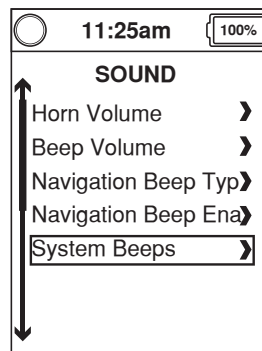 11:25am 100%
SOUND
Horn Volume
Beep Volume
Navigation Beep Typ
Navigation Beep Ena
System Beeps